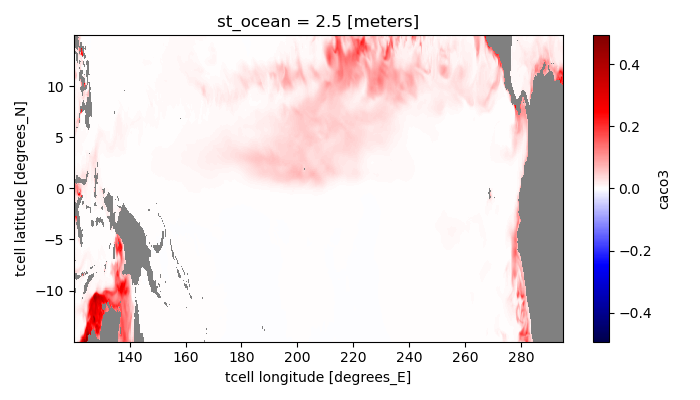 st_ocean = 2.5 [meters]
10
5
0
−5
−10
tcell latitude [degrees_N]
140 160 180 200 220 240 260 280
tcell longitude [degrees_E]
0.4
0.2
0.0
−0.2
−0.4
caco3